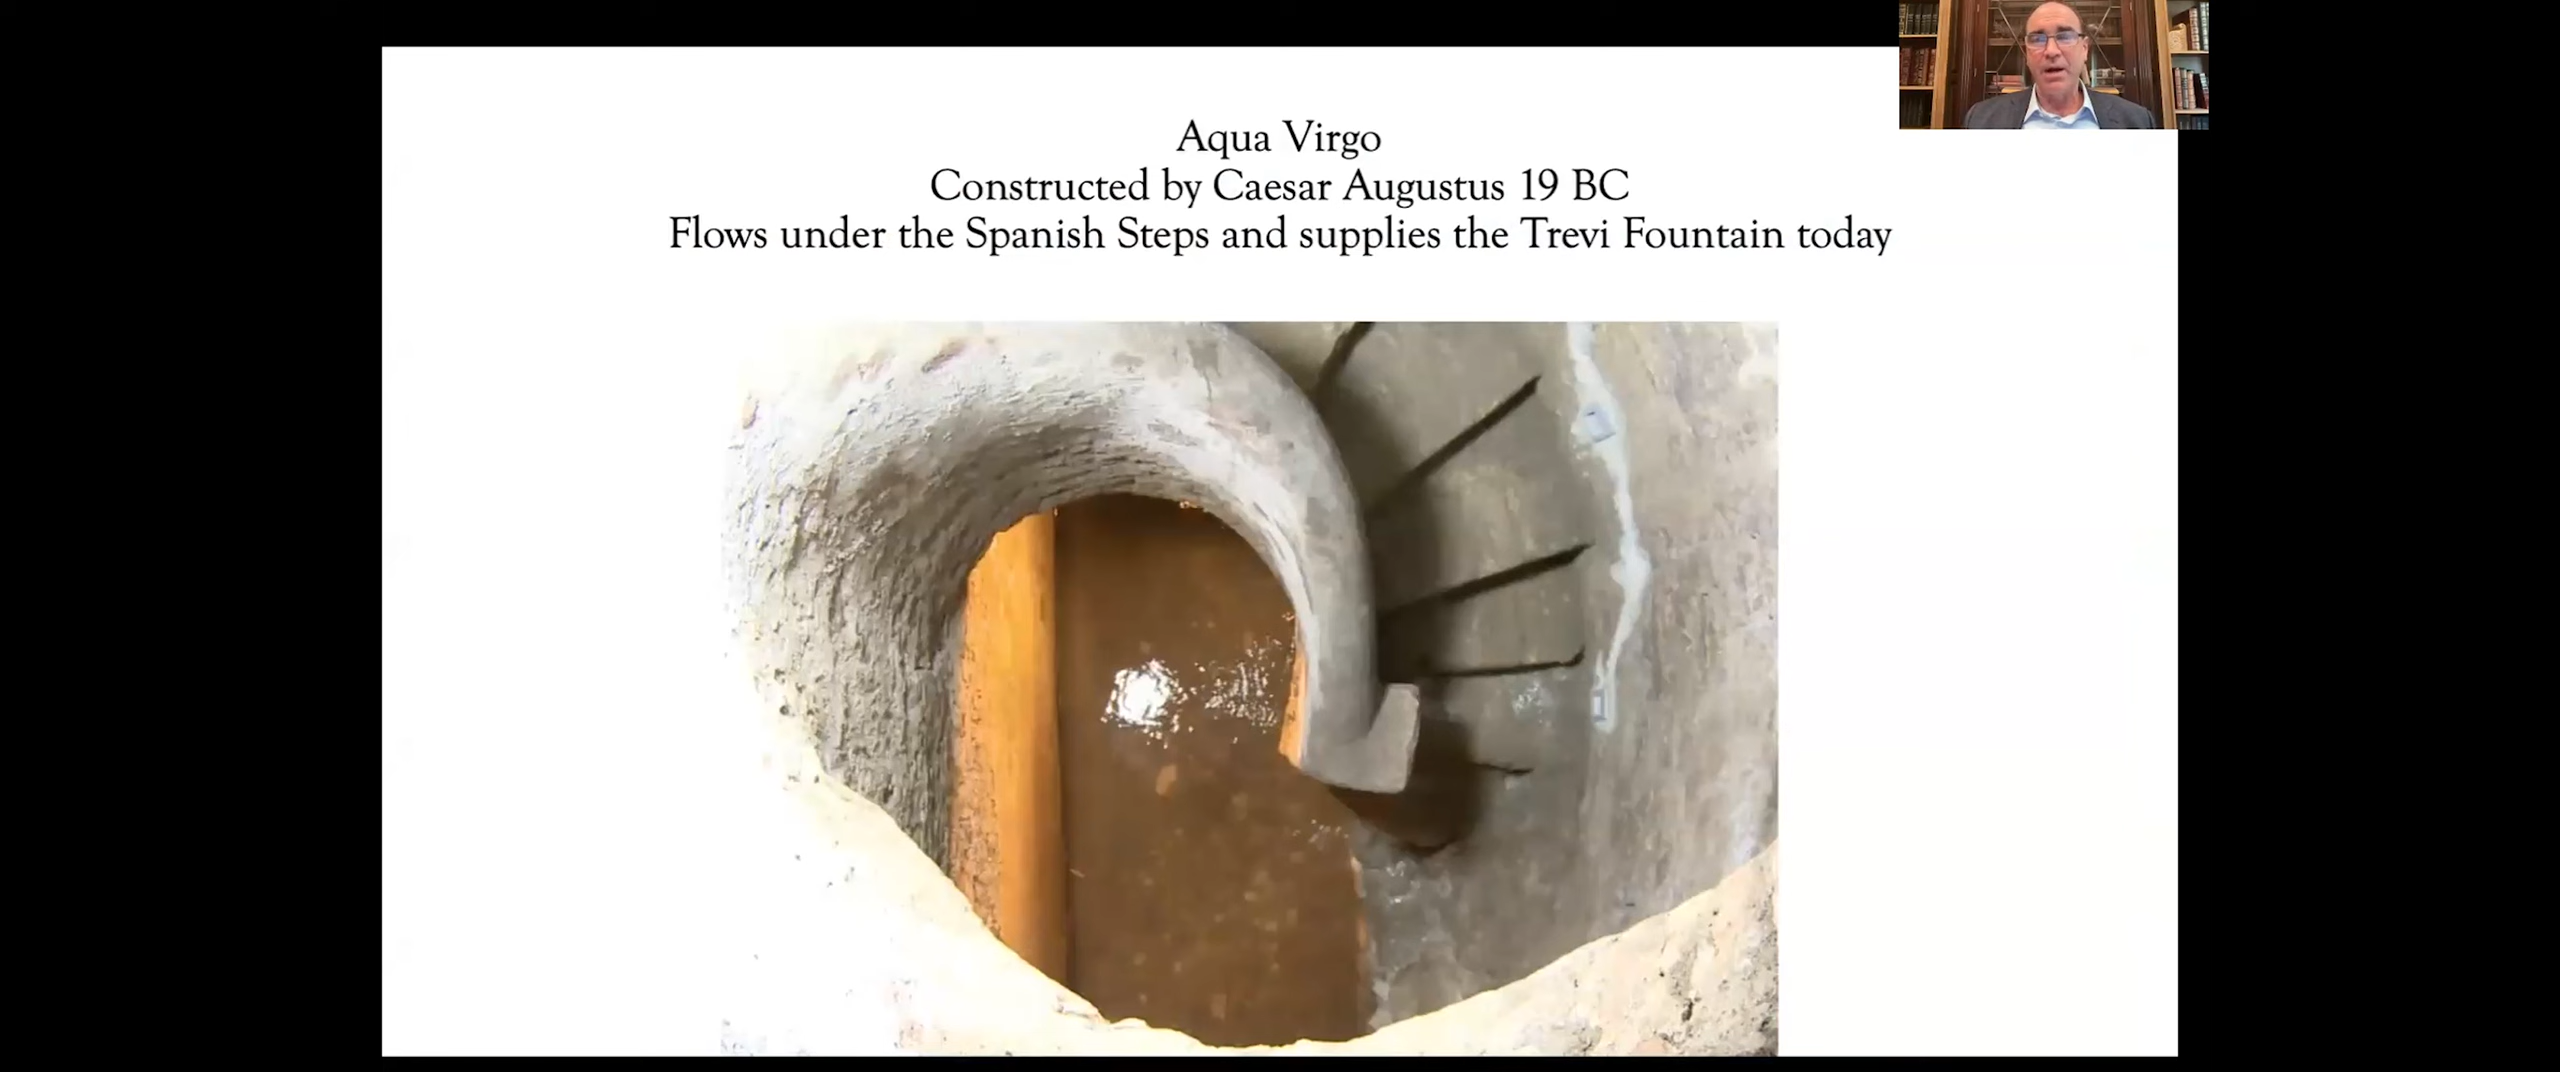 Aqua Virgo
Constructed by Caesar Augustus 19 BC
Flows under the Spanish Steps and supplies the Trevi Fountain today